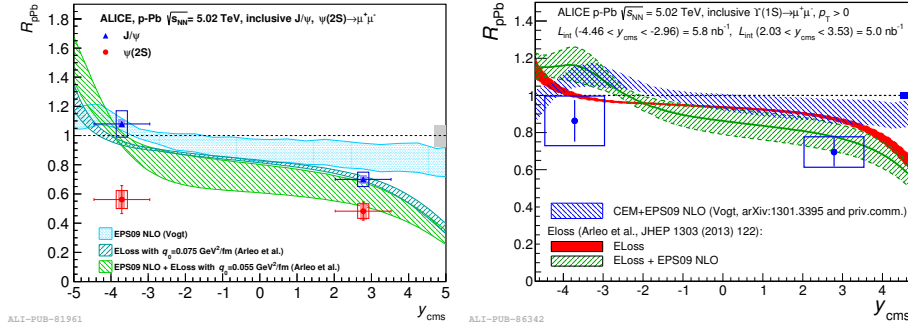 R_pPb
ALICE, p-Pb √s_NN = 5.02 TeV, inclusive J/ψ, ψ(2S)→μ⁺μ⁻
J/ψ
ψ(2S)
1.8
1.6
1.4
1.2
1
0.8
0.6
0.4
0.2
0
EPS09 NLO (Vogt)
ELoss with q₀=0.075 GeV²/fm (Arleo et al.)
EPS09 NLO + ELoss with q₀=0.055 GeV²/fm (Arleo et al.)
-5 -4 -3 -2 -1 0 1 2 3 4 5
y_cms
ALI-PUB-81961
R_pPb
ALICE p-Pb √s_NN = 5.02 TeV, inclusive ϒ(1S)→μ⁺μ⁻, p_T > 0
L_int (-4.46 < y_cms < -2.96) = 5.8 nb⁻¹, L_int (2.03 < y_cms < 3.53) = 5.0 nb⁻¹
1.4
1.2
1.0
0.8
0.6
0.4
0.2
0.0
CEM+EPS09 NLO (Vogt, arXiv:1301.3395 and priv.comm.)
Eloss (Arleo et al., JHEP 1303 (2013) 122):
ELoss
ELoss + EPS09 NLO
-4 -3 -2 -1 0 1 2 3 4
y_cms
ALI-PUB-86342